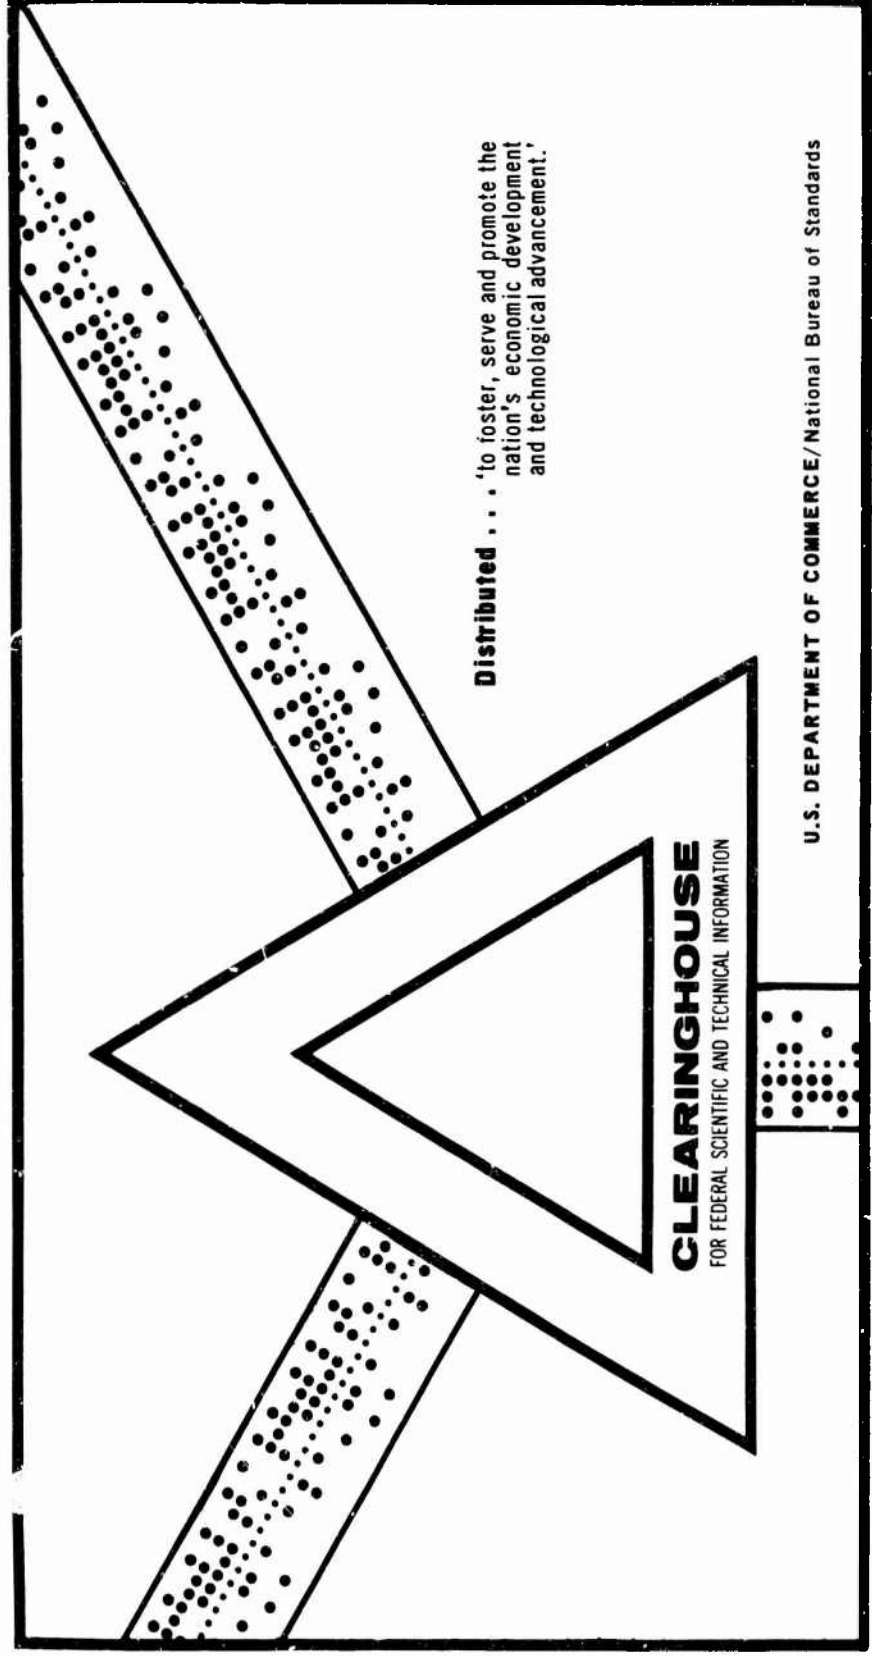 Distributed . . . 'to foster, serve and promote the
nation's economic development
and technological advancement.'
CLEARINGHOUSE
FOR FEDERAL SCIENTIFIC AND TECHNICAL INFORMATION
U.S. DEPARTMENT OF COMMERCE/National Bureau of Standards